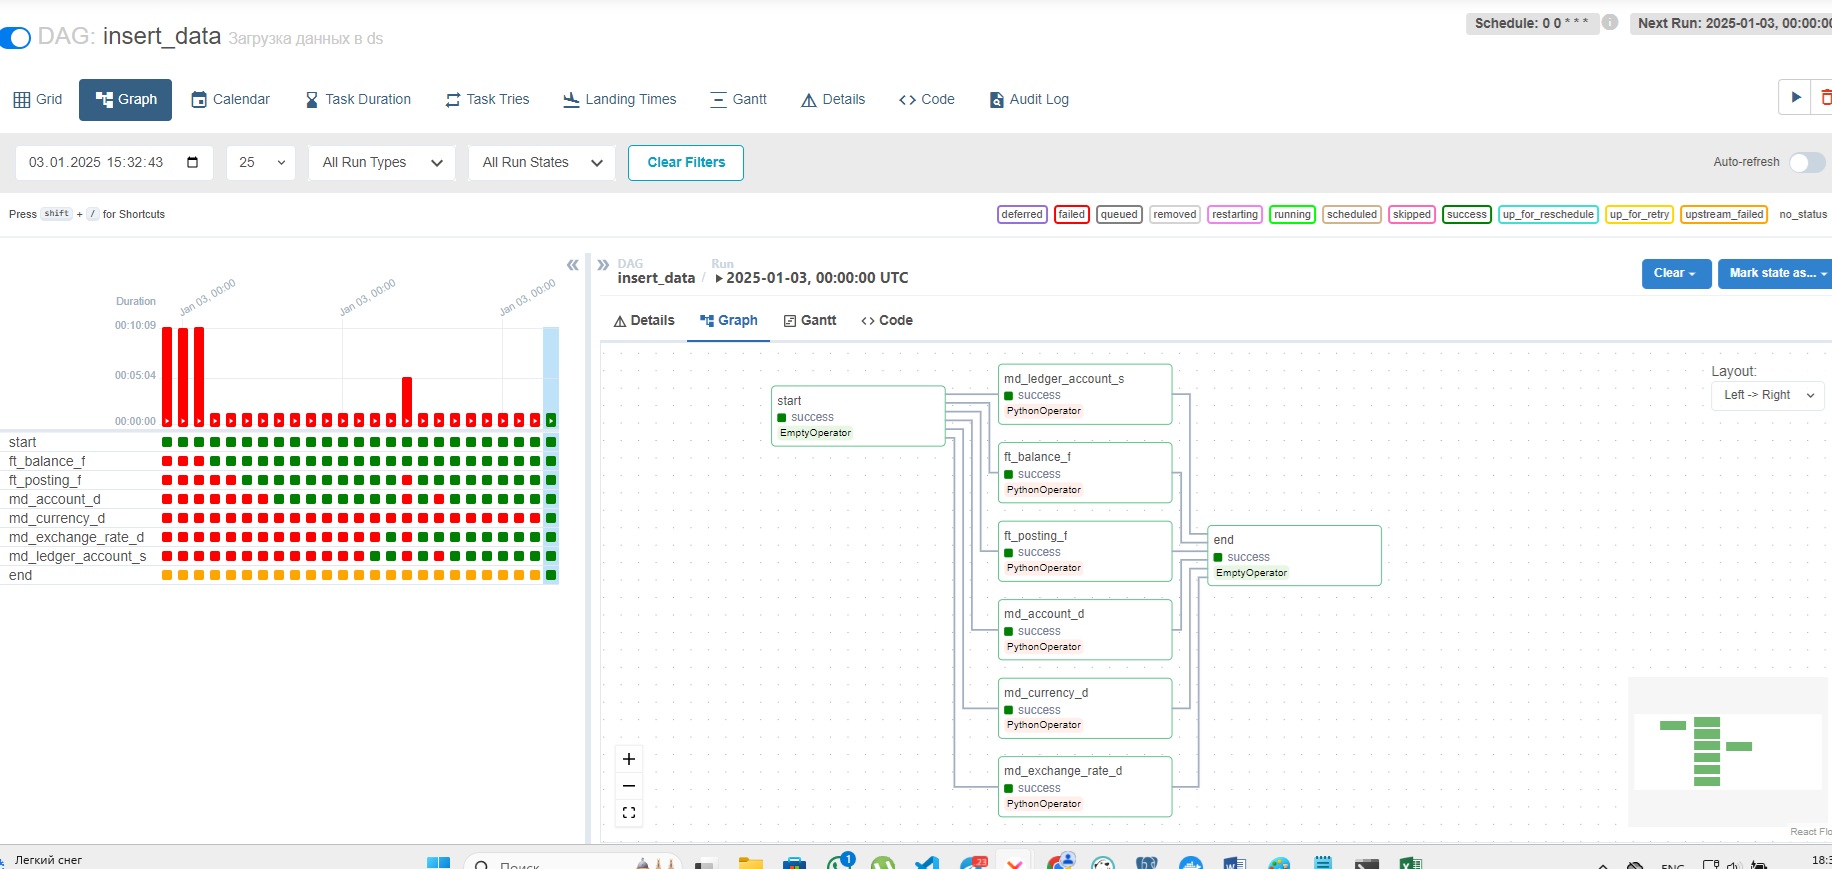 DAG: insert_data Загрузка данных в ds
Schedule: 0 0 * * *
Next Run: 2025-01-03, 00:00:00
Grid Graph Calendar Task Duration Task Tries Landing Times Gantt Details Code Audit Log
03.01.2025 15:32:43 25 All Run Types All Run States Clear Filters
Auto-refresh
Press shift + / for Shortcuts
deferred failed queued removed restarting running scheduled skipped success up_for_reschedule up_for_retry upstream_failed no_status
Duration
Jan 03, 00:00 Jan 03, 00:00 Jan 03, 00:00
00:10:09
00:05:04
00:00:00
start
ft_balance_f
ft_posting_f
md_account_d
md_currency_d
md_exchange_rate_d
md_ledger_account_s
end
DAG Run
insert_data / 2025-01-03, 00:00:00 UTC
Clear Mark state as...
Details Graph Gantt Code
Layout:
Left -> Right
start
success
EmptyOperator
md_ledger_account_s
success
PythonOperator
ft_balance_f
success
PythonOperator
ft_posting_f
success
PythonOperator
md_account_d
success
PythonOperator
md_currency_d
success
PythonOperator
md_exchange_rate_d
success
PythonOperator
end
success
EmptyOperator
React Flo
Легкий снег
Поиск
1
23
ENG
18:3